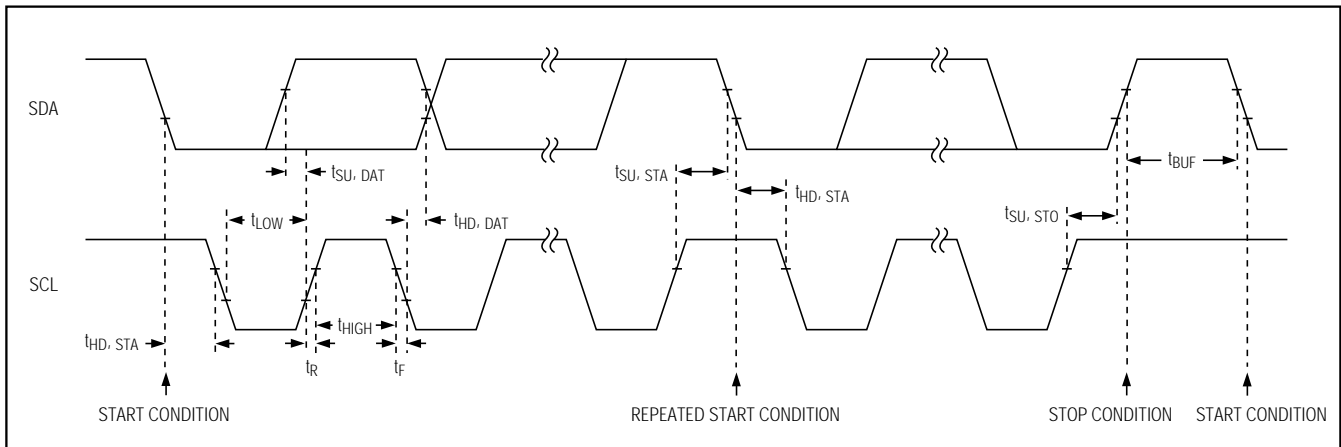 SDA
tSU, DAT
tSU, STA
tBUF
tHD, STA
tLOW
tHD, DAT
tSU, STO
SCL
tHIGH
tHD, STA
tR
tF
START CONDITION
REPEATED START CONDITION
STOP CONDITION
START CONDITION